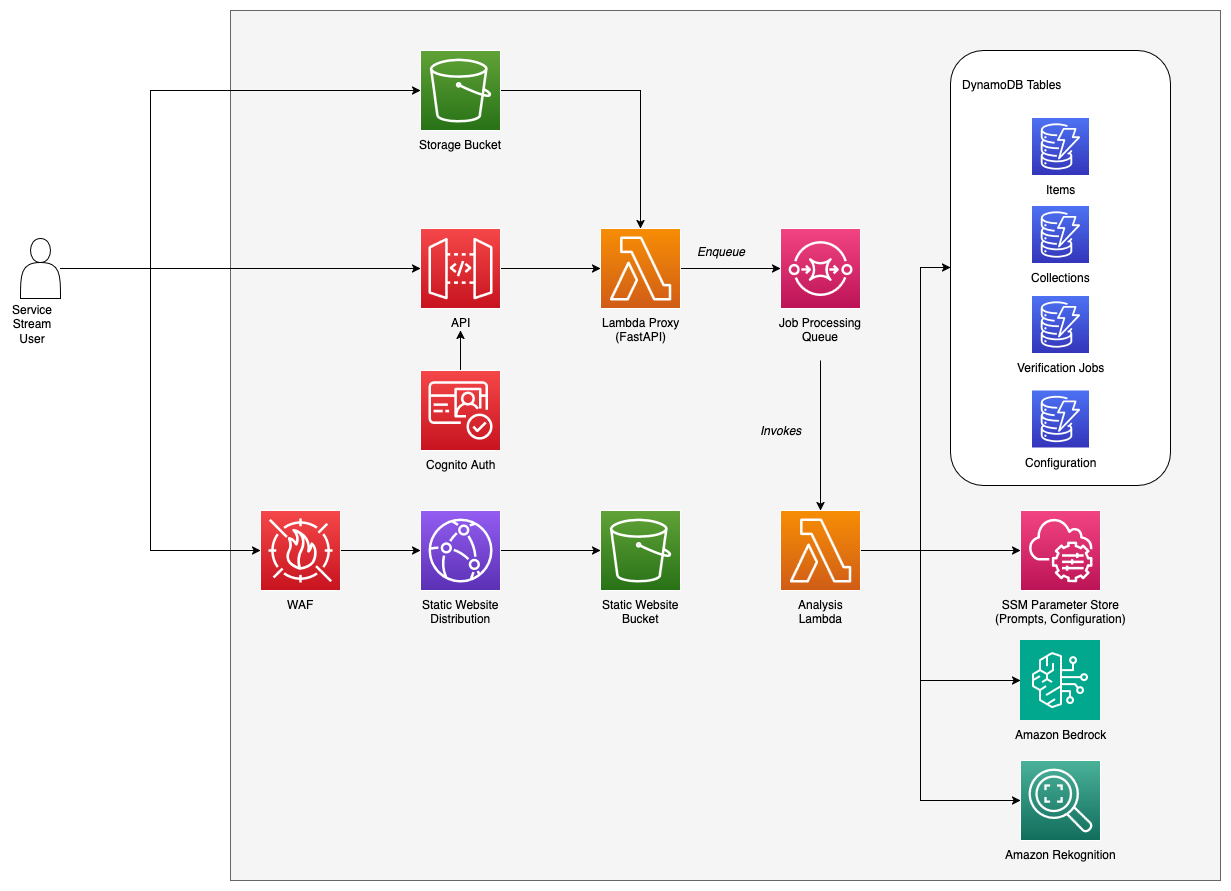 DynamoDB Tables
Storage Bucket
Items
Enqueue
Collections
Service
Stream
User
API
Lambda Proxy
(FastAPI)
Job Processing
Queue
Verification Jobs
Invokes
Cognito Auth
Configuration
WAF
Static Website
Distribution
Static Website
Bucket
Analysis
Lambda
SSM Parameter Store
(Prompts, Configuration)
Amazon Bedrock
Amazon Rekognition